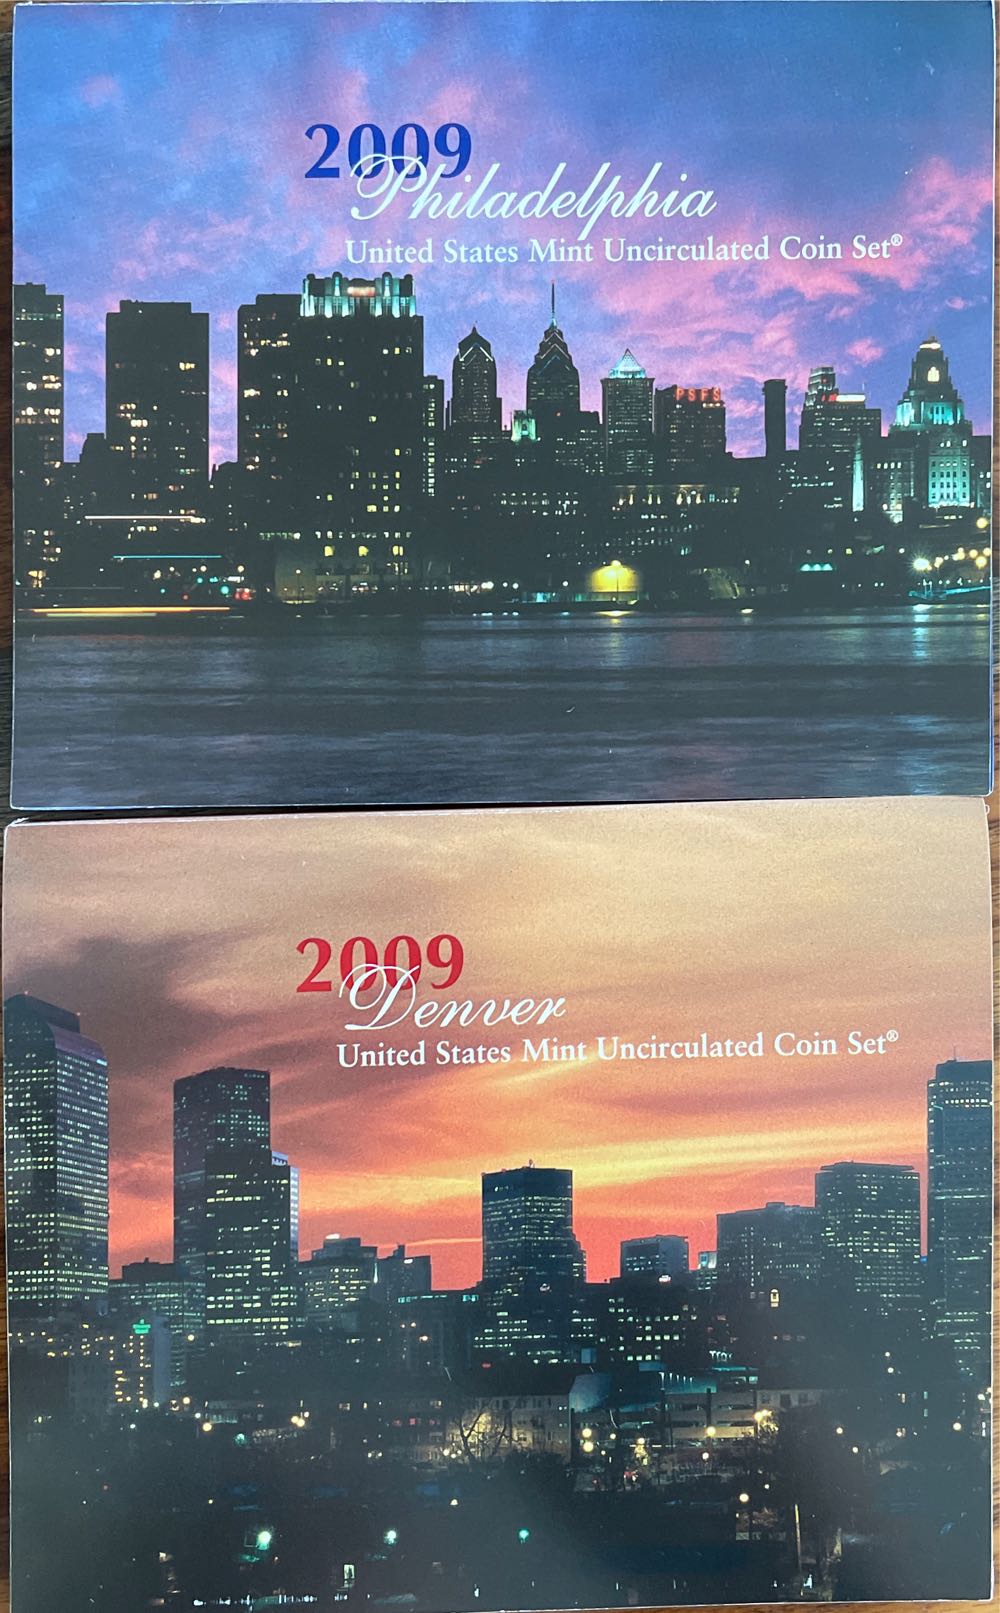 2009
Philadelphia
United States Mint Uncirculated Coin Set®
PSFS
2009
Denver
United States Mint Uncirculated Coin Set®